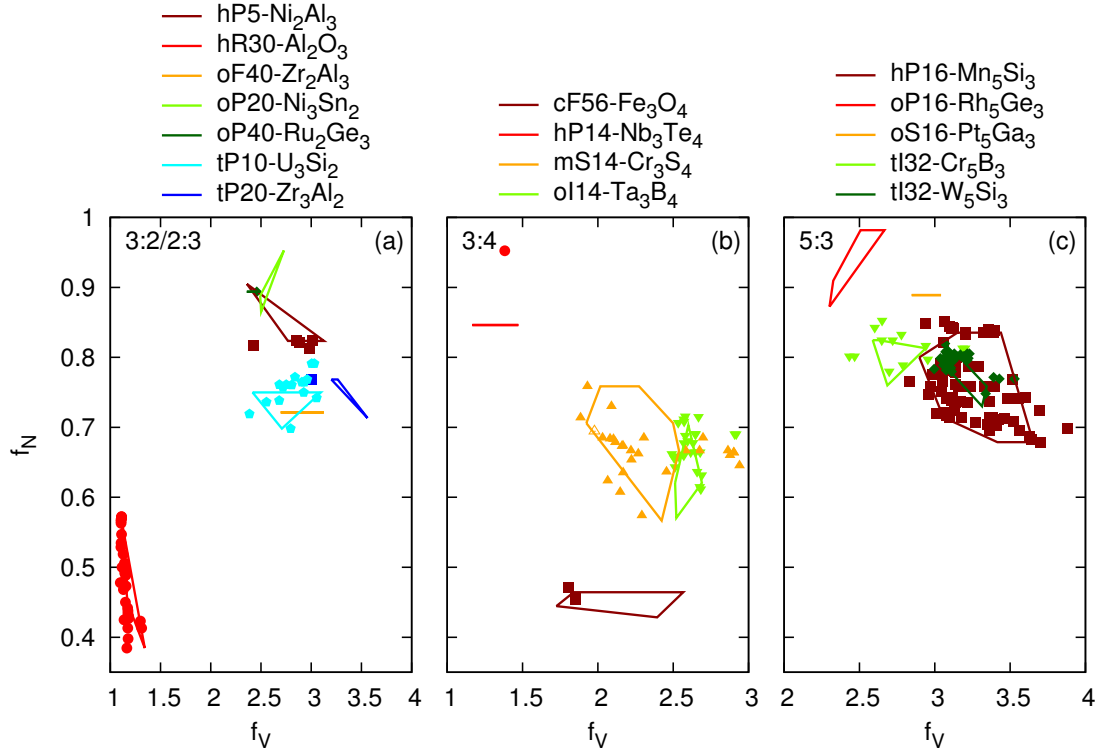 hP5-Ni₂Al₃
hR30-Al₂O₃
oF40-Zr₂Al₃
oP20-Ni₃Sn₂
oP40-Ru₂Ge₃
tP10-U₃Si₂
tP20-Zr₃Al₂
cF56-Fe₃O₄
hP14-Nb₃Te₄
mS14-Cr₃S₄
oI14-Ta₃B₄
hP16-Mn₅Si₃
oP16-Rh₅Ge₃
oS16-Pt₅Ga₃
tI32-Cr₅B₃
tI32-W₅Si₃
f_N
1
0.9
0.8
0.7
0.6
0.5
0.4
3:2/2:3 (a)
1 1.5 2 2.5 3 3.5 4
f_V
3:4 (b)
1 1.5 2 2.5 3
f_V
5:3 (c)
2 2.5 3 3.5 4
f_V